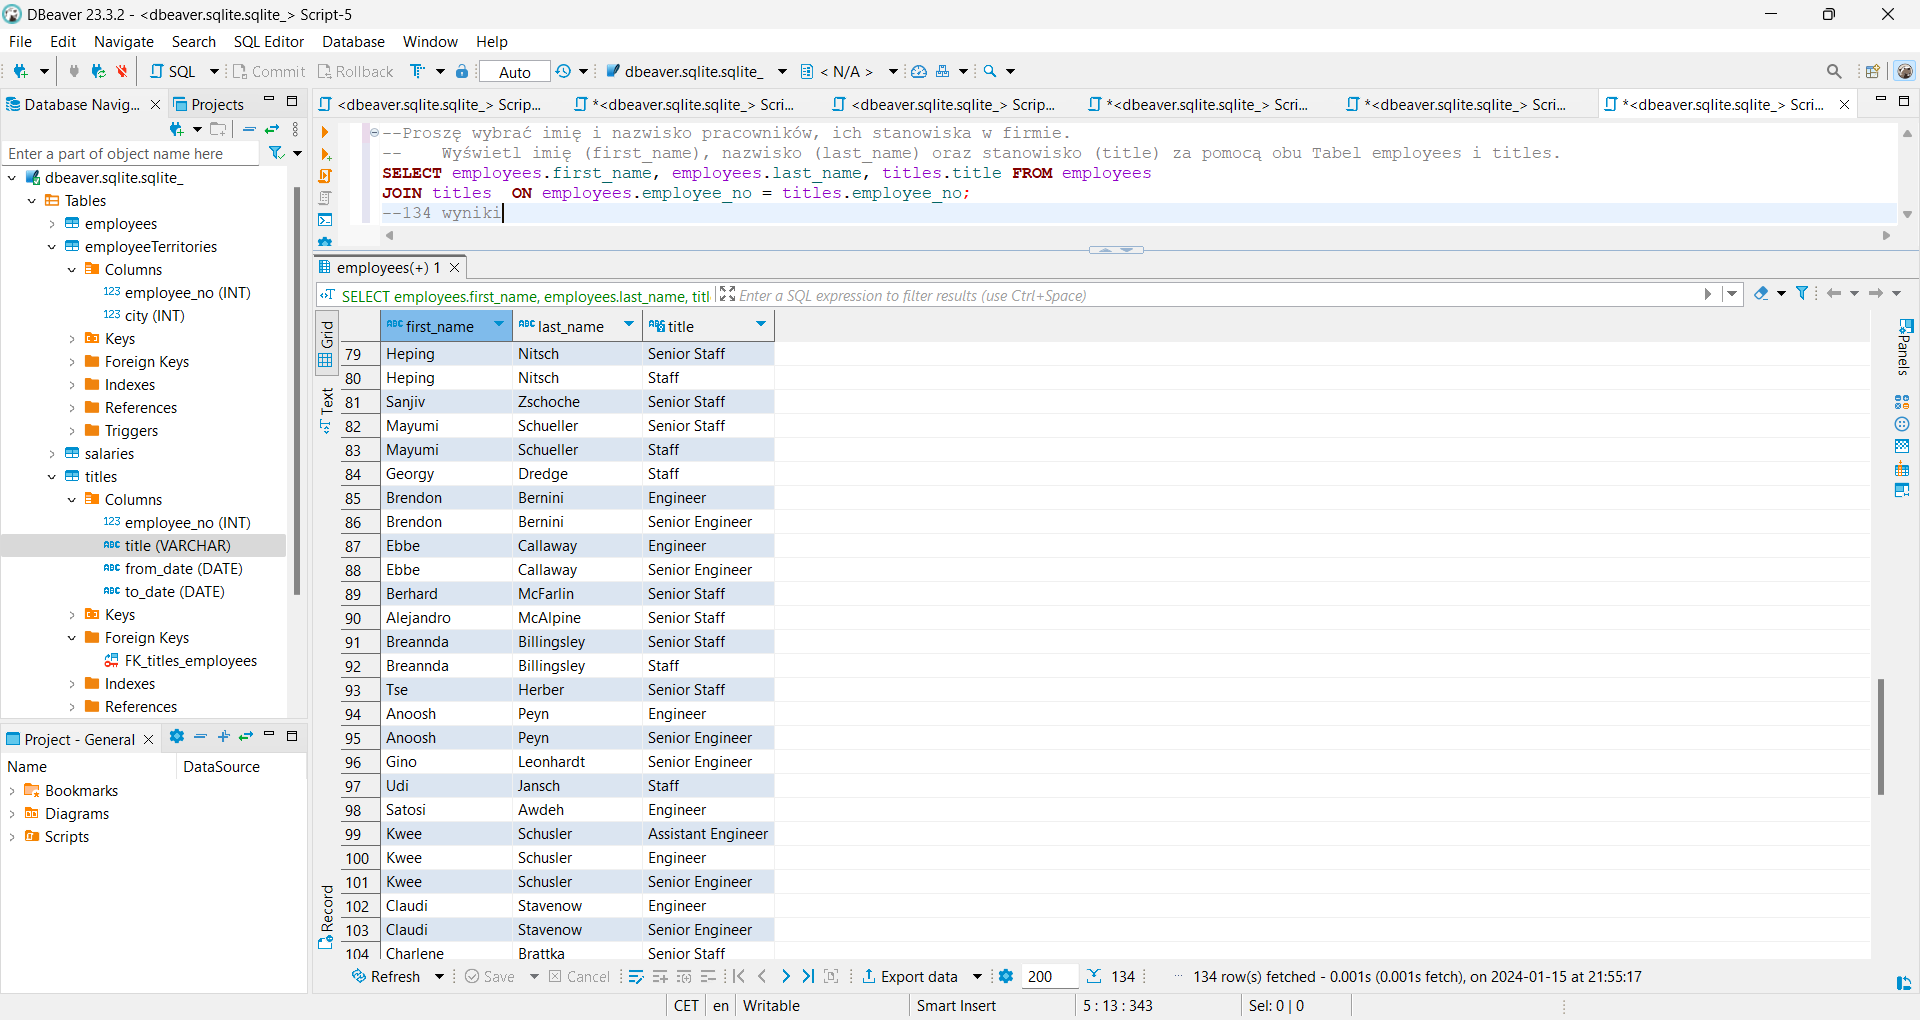 DBeaver 23.3.2 - <dbeaver.sqlite.sqlite_> Script-5
File Edit Navigate Search SQL Editor Database Window Help
SQL Commit Rollback Auto dbeaver.sqlite.sqlite_ < N/A >
Database Navig... Projects
Enter a part of object name here
dbeaver.sqlite.sqlite_
Tables
employees
employeeTerritories
Columns
123 employee_no (INT)
123 city (INT)
Keys
Foreign Keys
Indexes
References
Triggers
salaries
titles
Columns
123 employee_no (INT)
ABC title (VARCHAR)
ABC from_date (DATE)
ABC to_date (DATE)
Keys
Foreign Keys
FK_titles_employees
Indexes
References
Project - General
Name DataSource
Bookmarks
Diagrams
Scripts
<dbeaver.sqlite.sqlite_> Scrip... *<dbeaver.sqlite.sqlite_> Scri... <dbeaver.sqlite.sqlite_> Scrip... *<dbeaver.sqlite.sqlite_> Scri... *<dbeaver.sqlite.sqlite_> Scri... *<dbeaver.sqlite.sqlite_> Scri...
--Proszę wybrać imię i nazwisko pracowników, ich stanowiska w firmie.
-- Wyświetl imię (first_name), nazwisko (last_name) oraz stanowisko (title) za pomocą obu Tabel employees i titles.
SELECT employees.first_name, employees.last_name, titles.title FROM employees
JOIN titles ON employees.employee_no = titles.employee_no;
--134 wyniki
employees(+) 1
SELECT employees.first_name, employees.last_name, titl Enter a SQL expression to filter results (use Ctrl+Space)
Grid
Text
Record
Panels
ABC first_name ABC last_name ABC title
79 Heping Nitsch Senior Staff
80 Heping Nitsch Staff
81 Sanjiv Zschoche Senior Staff
82 Mayumi Schueller Senior Staff
83 Mayumi Schueller Staff
84 Georgy Dredge Staff
85 Brendon Bernini Engineer
86 Brendon Bernini Senior Engineer
87 Ebbe Callaway Engineer
88 Ebbe Callaway Senior Engineer
89 Berhard McFarlin Senior Staff
90 Alejandro McAlpine Senior Staff
91 Breannda Billingsley Senior Staff
92 Breannda Billingsley Staff
93 Tse Herber Senior Staff
94 Anoosh Peyn Engineer
95 Anoosh Peyn Senior Engineer
96 Gino Leonhardt Senior Engineer
97 Udi Jansch Staff
98 Satosi Awdeh Engineer
99 Kwee Schusler Assistant Engineer
100 Kwee Schusler Engineer
101 Kwee Schusler Senior Engineer
102 Claudi Stavenow Engineer
103 Claudi Stavenow Senior Engineer
104 Charlene Brattka Senior Staff
Refresh Save Cancel Export data 200 134 134 row(s) fetched - 0.001s (0.001s fetch), on 2024-01-15 at 21:55:17
CET en Writable Smart Insert 5 : 13 : 343 Sel: 0 | 0